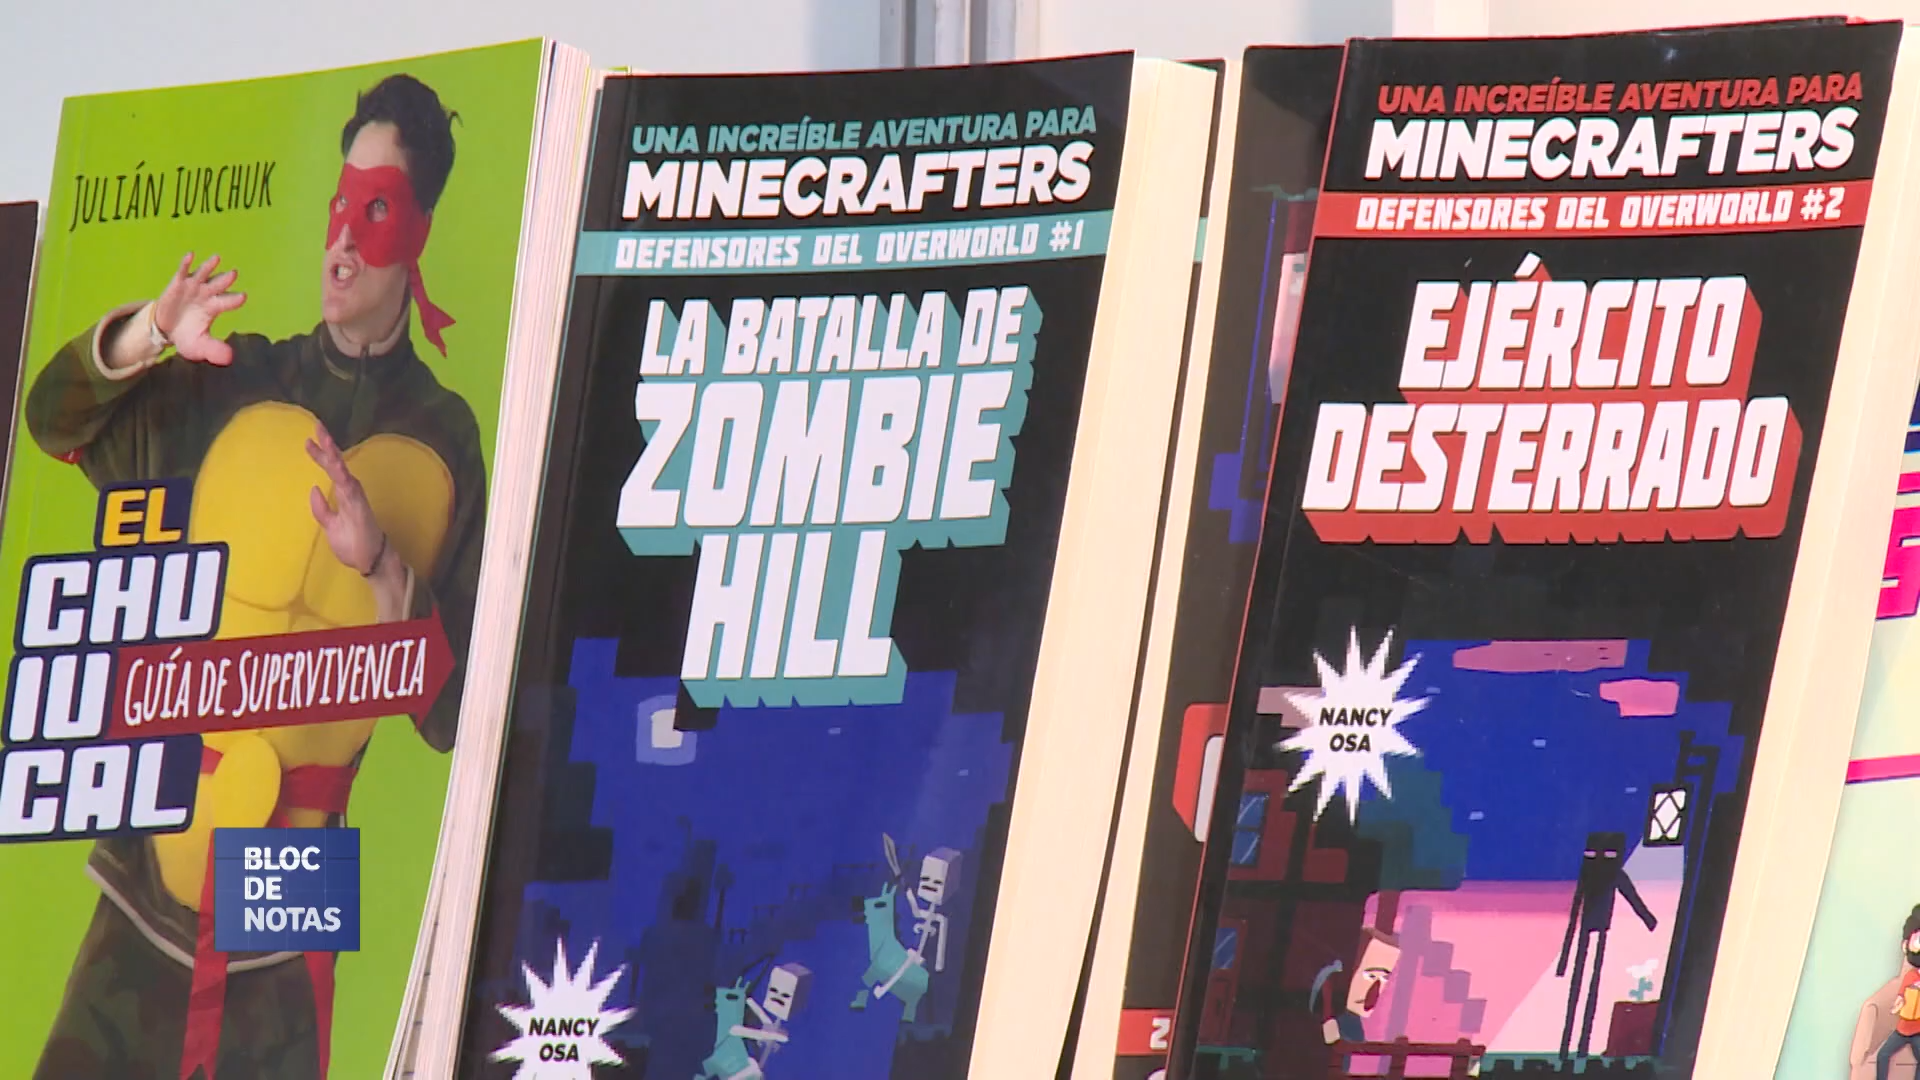 JULIÁN IURCHUK
EL
CHU
IU
CAL
GUÍA DE SUPERVIVENCIA
BLOC
DE
NOTAS
UNA INCREÍBLE AVENTURA PARA
MINECRAFTERS
DEFENSORES DEL OVERWORLD #1
LA BATALLA DE
ZOMBIE
HILL
NANCY
OSA
UNA INCREÍBLE AVENTURA PARA
MINECRAFTERS
DEFENSORES DEL OVERWORLD #2
EJÉRCITO
DESTERRADO
NANCY
OSA